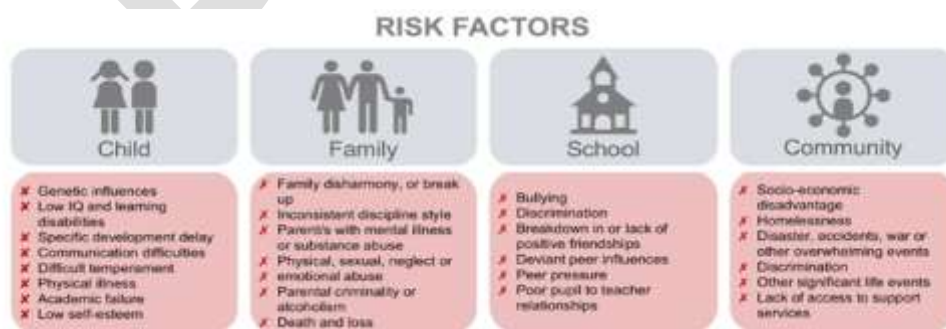 RISK FACTORS
Child
✘ Genetic influences
✘ Low IQ and learning
disabilities
✘ Specific development delay
✘ Communication difficulties
✘ Difficult temperament
✘ Physical illness
✘ Academic failure
✘ Low self-esteem
Family
✗ Family disharmony, or break
up
✗ Inconsistent discipline style
✗ Parent/s with mental illness
or substance abuse
✗ Physical, sexual, neglect or
✗ emotional abuse
✗ Parental criminality or
alcoholism
✗ Death and loss
School
✗ Bullying
✗ Discrimination
✗ Breakdown in or lack of
positive friendships
✗ Deviant peer influences
✗ Peer pressure
✗ Poor pupil to teacher
relationships
Community
✗ Socio-economic
disadvantage
✗ Homelessness
✗ Disaster, accidents, war or
other overwhelming events
✗ Discrimination
✗ Other significant life events
✗ Lack of access to support
services